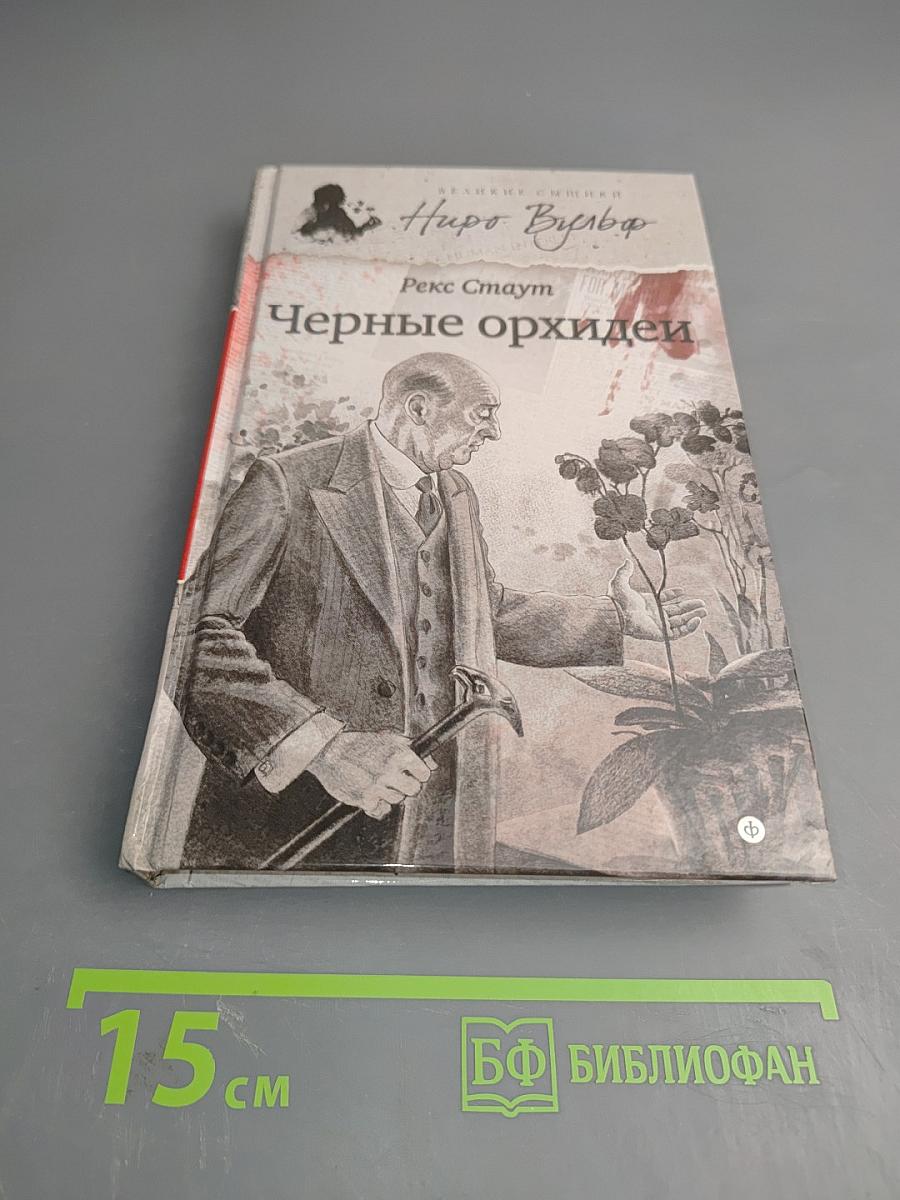 ВЕЛИКИЕ СЫЩИКИ
Ниро Вульф
Рекс Стаут
Черные орхидеи
Ф
15 см
БФ БИБЛИОФАН